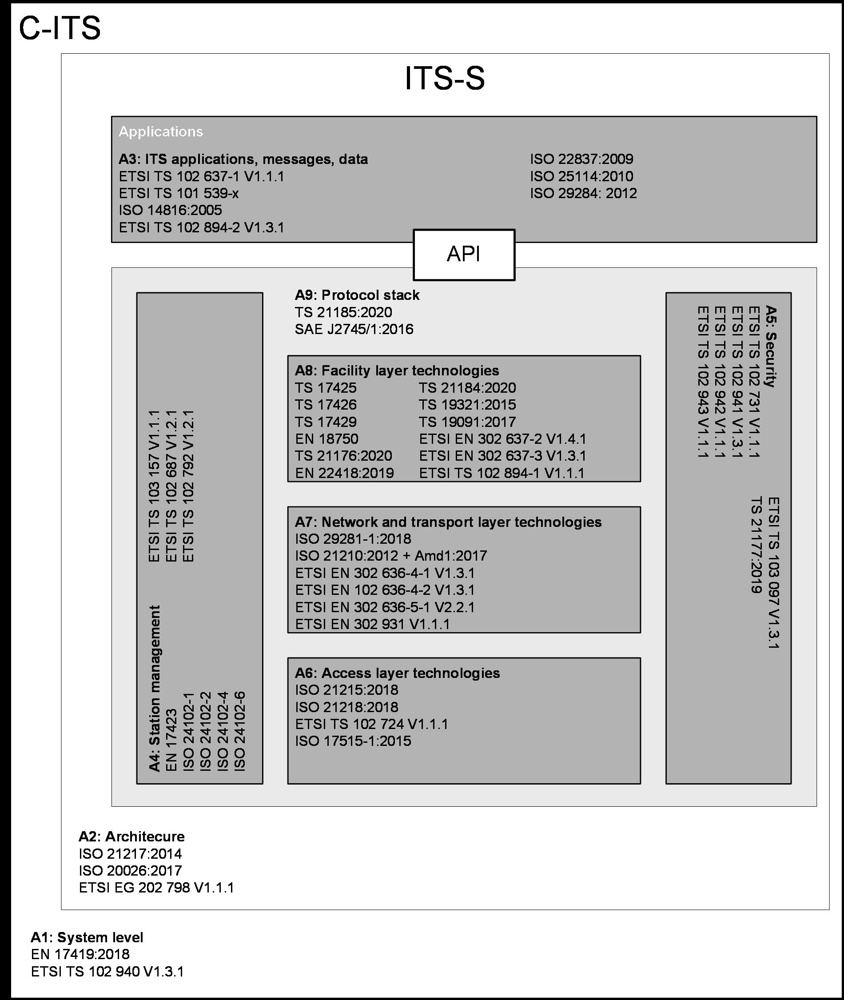 C-ITS
ITS-S
Applications
A3: ITS applications, messages, data
ETSI TS 102 637-1 V1.1.1
ETSI TS 101 539-x
ISO 14816:2005
ETSI TS 102 894-2 V1.3.1
ISO 22837:2009
ISO 25114:2010
ISO 29284: 2012
API
A4: Station management
EN 17423
ISO 24102-1
ISO 24102-2
ISO 24102-4
ISO 24102-6
ETSI TS 103 157 V1.1.1
ETSI TS 102 687 V1.2.1
ETSI TS 102 792 V1.2.1
A9: Protocol stack
TS 21185:2020
SAE J2745/1:2016
A8: Facility layer technologies
TS 17425
TS 17426
TS 17429
EN 18750
TS 21176:2020
EN 22418:2019
TS 21184:2020
TS 19321:2015
TS 19091:2017
ETSI EN 302 637-2 V1.4.1
ETSI EN 302 637-3 V1.3.1
ETSI TS 102 894-1 V1.1.1
A7: Network and transport layer technologies
ISO 29281-1:2018
ISO 21210:2012 + Amd1:2017
ETSI EN 302 636-4-1 V1.3.1
ETSI EN 102 636-4-2 V1.3.1
ETSI EN 302 636-5-1 V2.2.1
ETSI EN 302 931 V1.1.1
A6: Access layer technologies
ISO 21215:2018
ISO 21218:2018
ETSI TS 102 724 V1.1.1
ISO 17515-1:2015
A5: Security
ETSI TS 102 731 V1.1.1
ETSI TS 102 941 V1.3.1
ETSI TS 102 942 V1.1.1
ETSI TS 102 943 V1.1.1
ETSI TS 103 097 V1.3.1
TS 21177:2019
A2: Architecure
ISO 21217:2014
ISO 20026:2017
ETSI EG 202 798 V1.1.1
A1: System level
EN 17419:2018
ETSI TS 102 940 V1.3.1